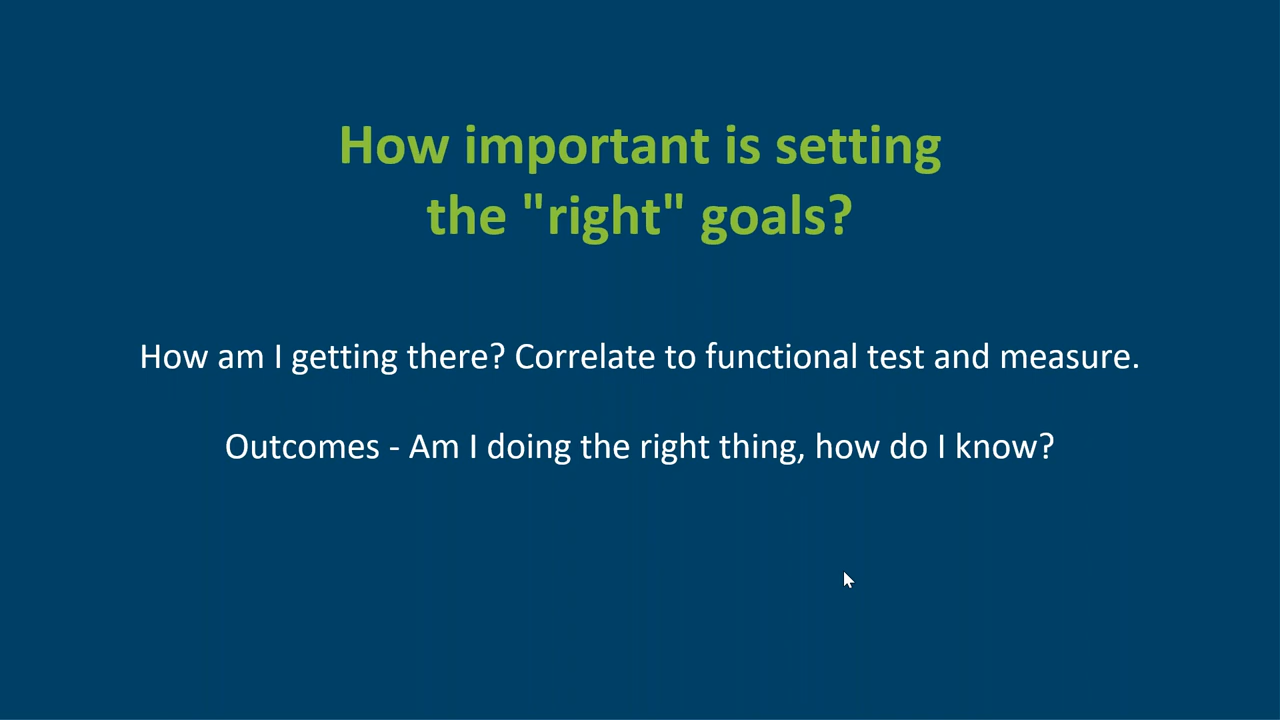 How important is setting
the "right" goals?
How am I getting there? Correlate to functional test and measure.
Outcomes - Am I doing the right thing, how do I know?